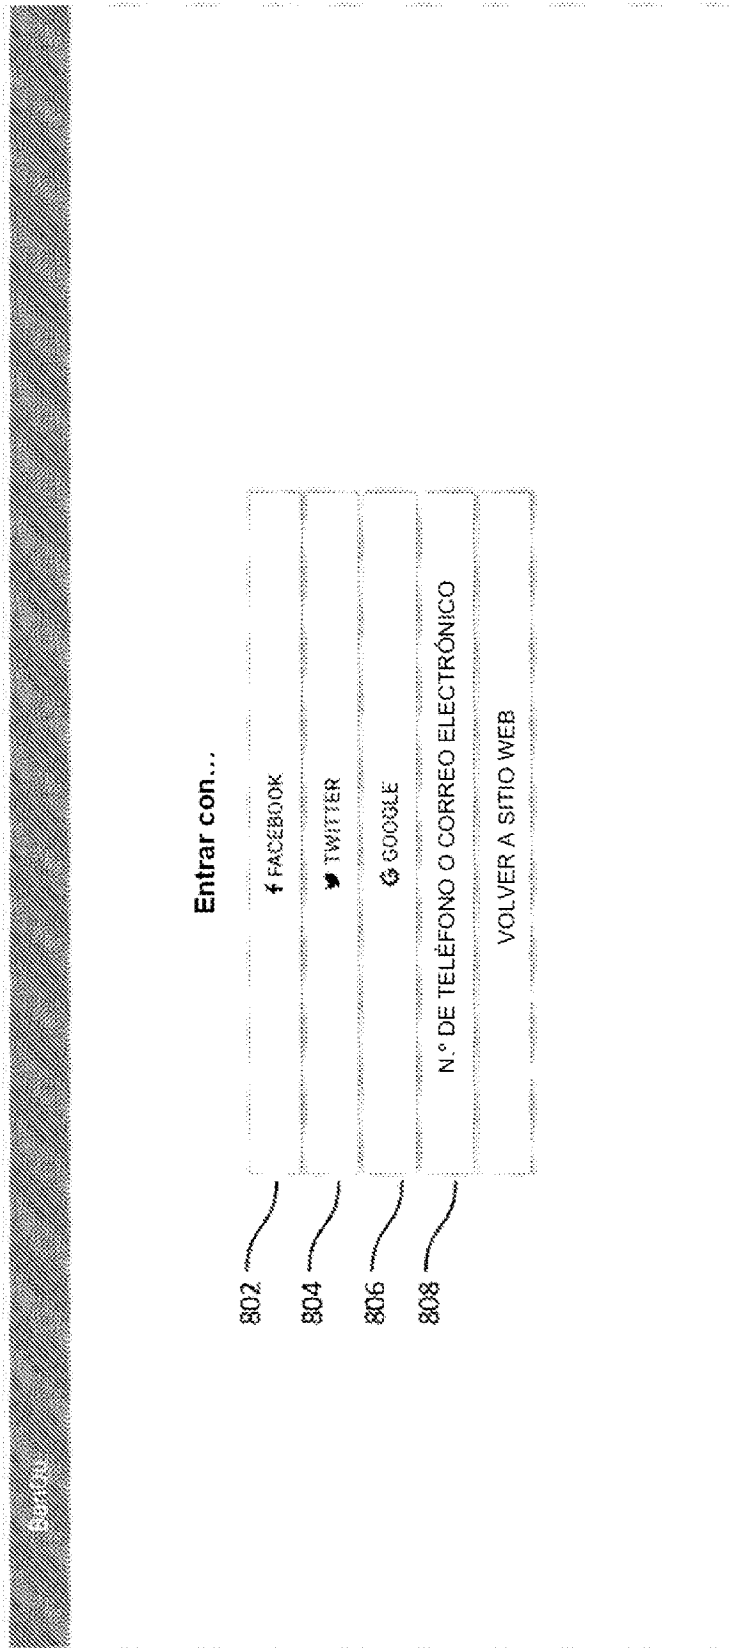 Entrar con...
802 FACEBOOK
804 TWITTER
806 GOOGLE
808 N.º DE TELÉFONO O CORREO ELECTRÓNICO
VOLVER A SITIO WEB